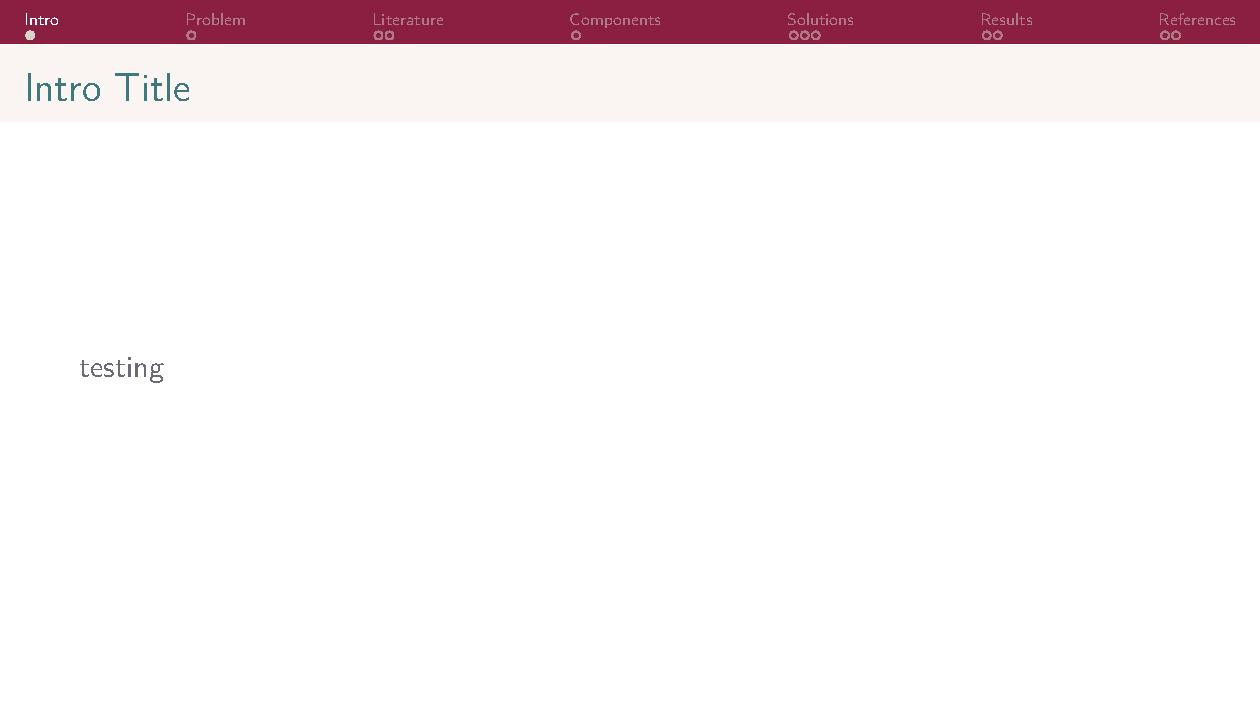 Intro Problem Literature Components Solutions Results References
Intro Title
testing